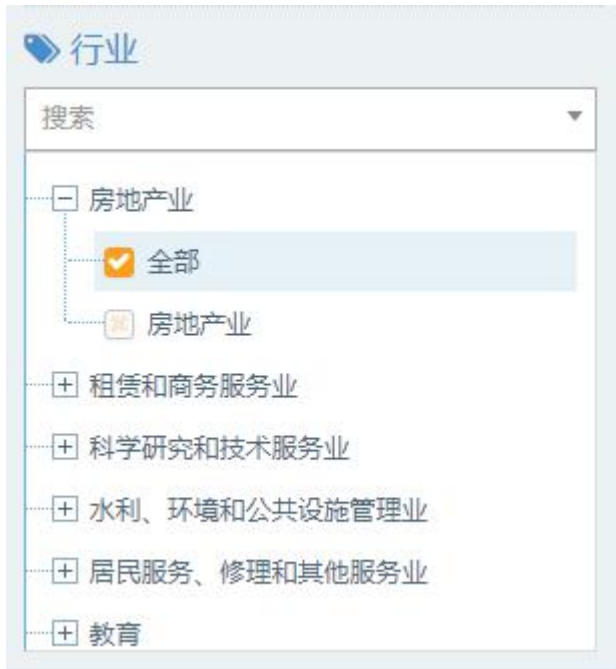 行业
搜索
房地产业
全部
房地产业
租赁和商务服务业
科学研究和技术服务业
水利、环境和公共设施管理业
居民服务、修理和其他服务业
教育